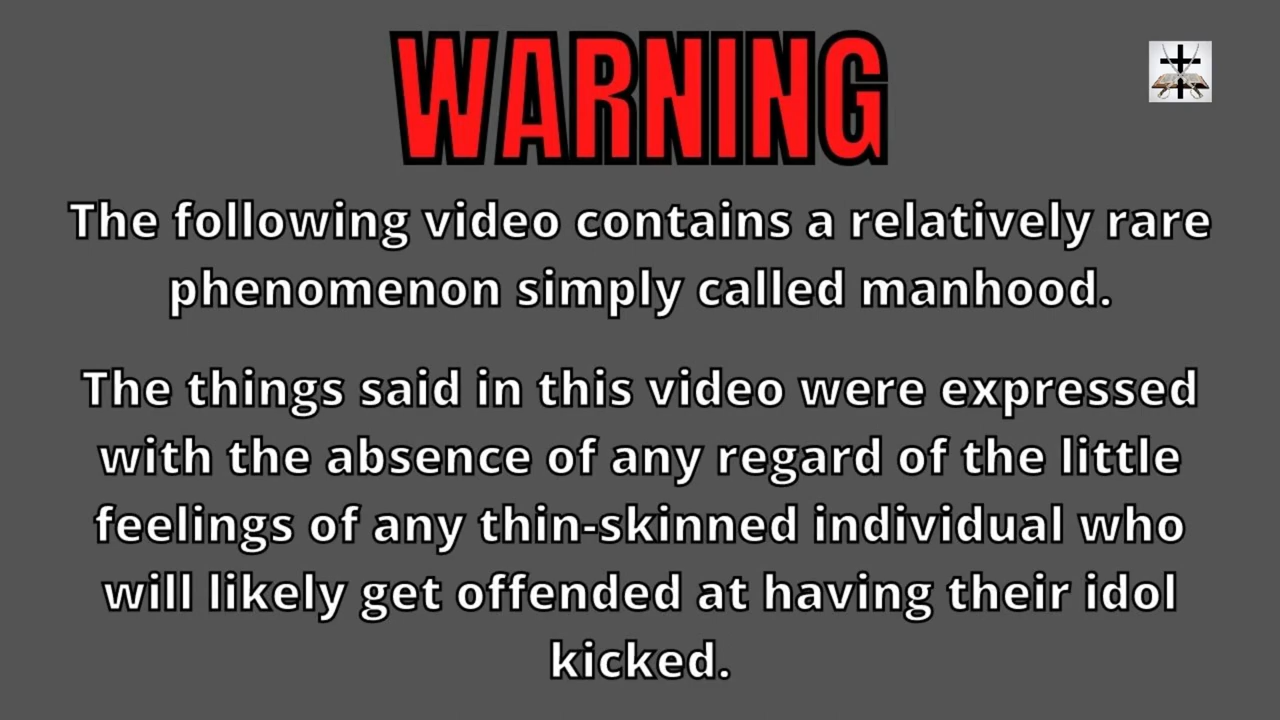 WARNING
The following video contains a relatively rare
phenomenon simply called manhood.
The things said in this video were expressed
with the absence of any regard of the little
feelings of any thin-skinned individual who
will likely get offended at having their idol
kicked.